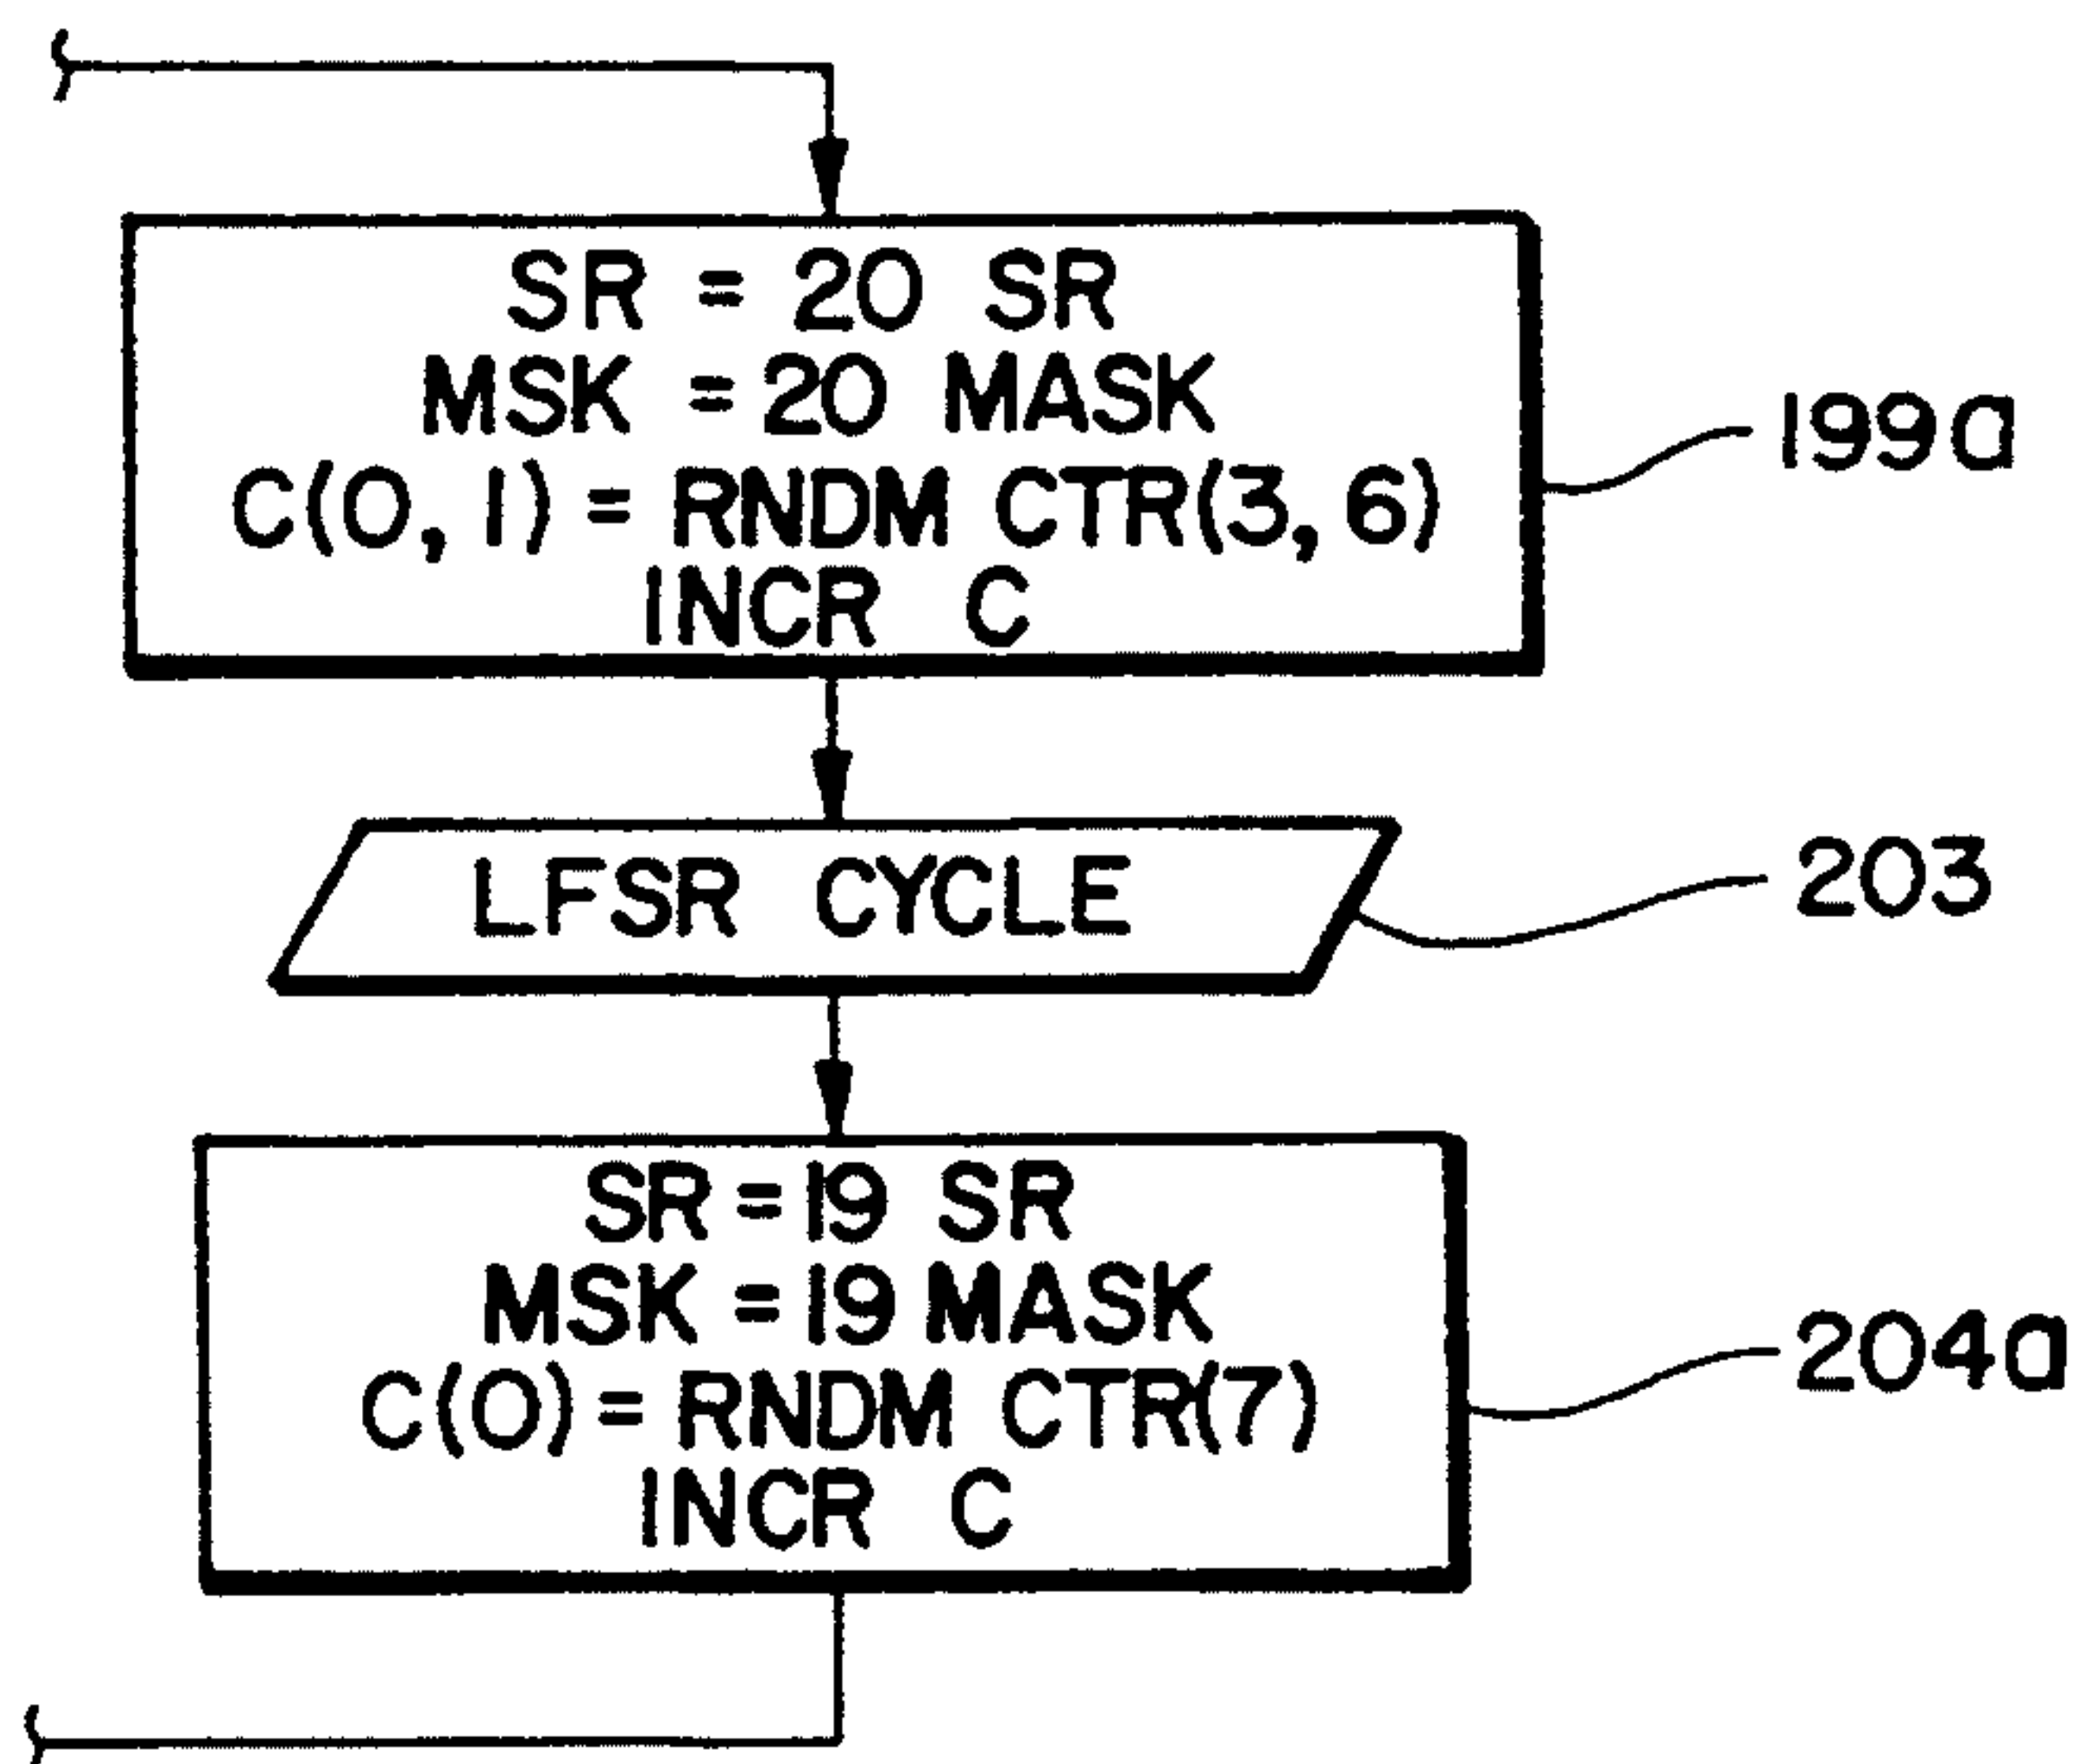 SR = 20 SR
MSK = 20 MASK
C(0, 1) = RNDM CTR(3, 6)
INCR C
199a
LFSR CYCLE
203
SR = 19 SR
MSK = 19 MASK
C(0) = RNDM CTR(7)
INCR C
204a